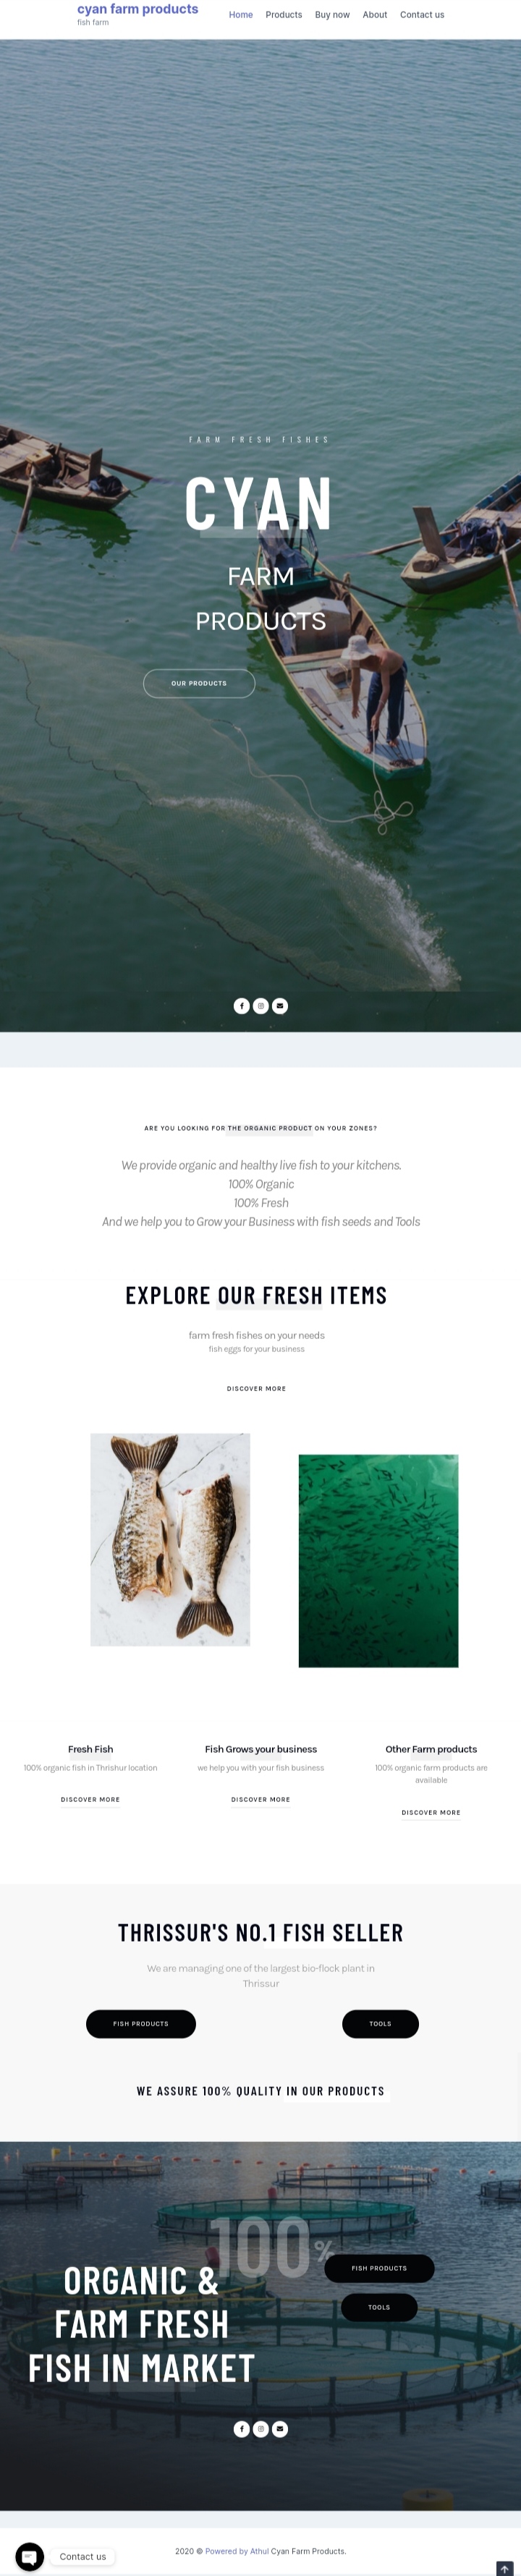 cyan farm products
fish farm
Home Products Buy now About Contact us
FARM FRESH FISHES
CYAN
FARM
PRODUCTS
OUR PRODUCTS
ARE YOU LOOKING FOR THE ORGANIC PRODUCT ON YOUR ZONES?
We provide organic and healthy live fish to your kitchens.
100% Organic
100% Fresh
And we help you to Grow your Business with fish seeds and Tools
EXPLORE OUR FRESH ITEMS
farm fresh fishes on your needs
fish eggs for your business
DISCOVER MORE
Fresh Fish
100% organic fish in Thrishur location
DISCOVER MORE
Fish Grows your business
we help you with your fish business
DISCOVER MORE
Other Farm products
100% organic farm products are
available
DISCOVER MORE
THRISSUR'S NO.1 FISH SELLER
We are managing one of the largest bio-flock plant in
Thrissur
FISH PRODUCTS
TOOLS
WE ASSURE 100% QUALITY IN OUR PRODUCTS
100%
ORGANIC &
FARM FRESH
FISH IN MARKET
FISH PRODUCTS
TOOLS
2020 © Powered by Athul Cyan Farm Products.
Contact us